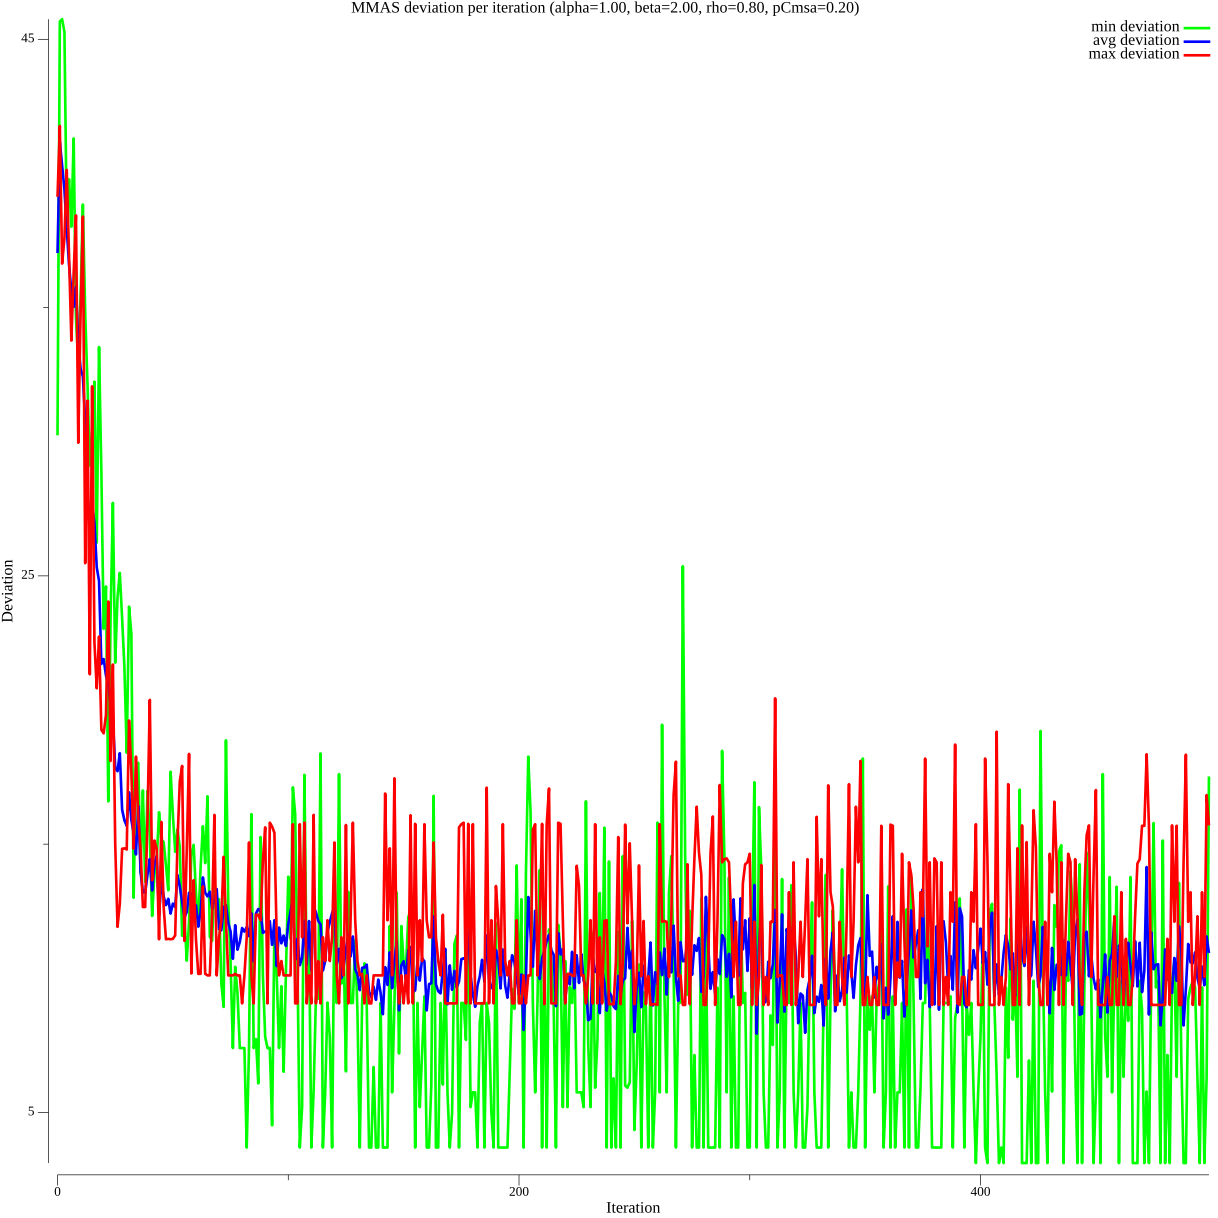 MMAS deviation per iteration (alpha=1.00, beta=2.00, rho=0.80, pCmsa=0.20)
min deviation
avg deviation
max deviation
45
25
5
Deviation
0
200
400
Iteration